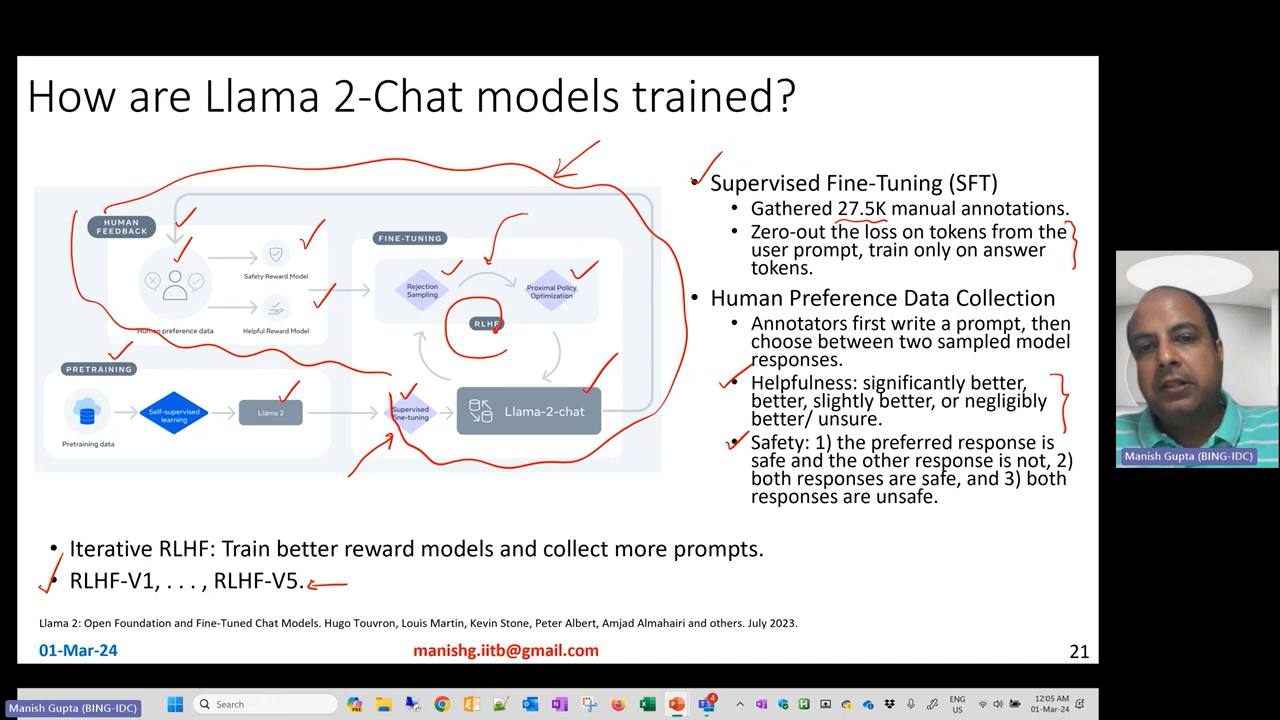 How are Llama 2-Chat models trained?
HUMAN
FEEDBACK
Safety Reward Model
Human preference data
Helpful Reward Model
FINE-TUNING
Rejection
Sampling
Proximal Policy
Optimization
RLHF
PRETRAINING
Pretraining data
Self-supervised
learning
Llama 2
Supervised
fine-tuning
Llama-2-chat
• Supervised Fine-Tuning (SFT)
• Gathered 27.5K manual annotations.
• Zero-out the loss on tokens from the
user prompt, train only on answer
tokens.
• Human Preference Data Collection
• Annotators first write a prompt, then
choose between two sampled model
responses.
• Helpfulness: significantly better,
better, slightly better, or negligibly
better/ unsure.
• Safety: 1) the preferred response is
safe and the other response is not, 2)
both responses are safe, and 3) both
responses are unsafe.
• Iterative RLHF: Train better reward models and collect more prompts.
• RLHF-V1, . . . , RLHF-V5.
Llama 2: Open Foundation and Fine-Tuned Chat Models. Hugo Touvron, Louis Martin, Kevin Stone, Peter Albert, Amjad Almahairi and others. July 2023.
01-Mar-24
manishg.iitb@gmail.com
21
Manish Gupta (BING-IDC)
Manish Gupta (BING-IDC)
Search
4
ENG
US
12:05 AM
01-Mar-24